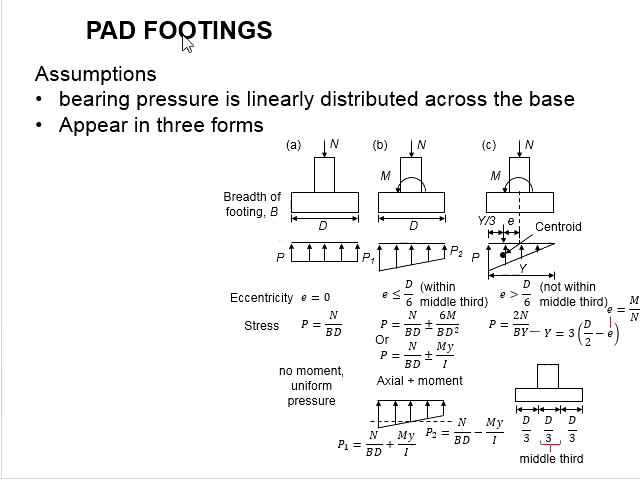 PAD FOOTINGS
Assumptions
• bearing pressure is linearly distributed across the base
• Appear in three forms
(a) N (b) N (c) N
M M
Breadth of
footing, B
D D
Y/3 e Centroid
P P1 P2 P
Y
Eccentricity e = 0
e ≤ D/6 (within middle third)
e > D/6 (not within middle third)
e = M/N
Stress P = N/BD
P = N/BD ± 6M/BD²
P = 2N/BY
Y = 3(D/2 − e)
Or
P = N/BD ± My/I
no moment,
uniform
pressure
Axial + moment
P₁ = N/BD + My/I
P₂ = N/BD − My/I
D/3 D/3 D/3
middle third